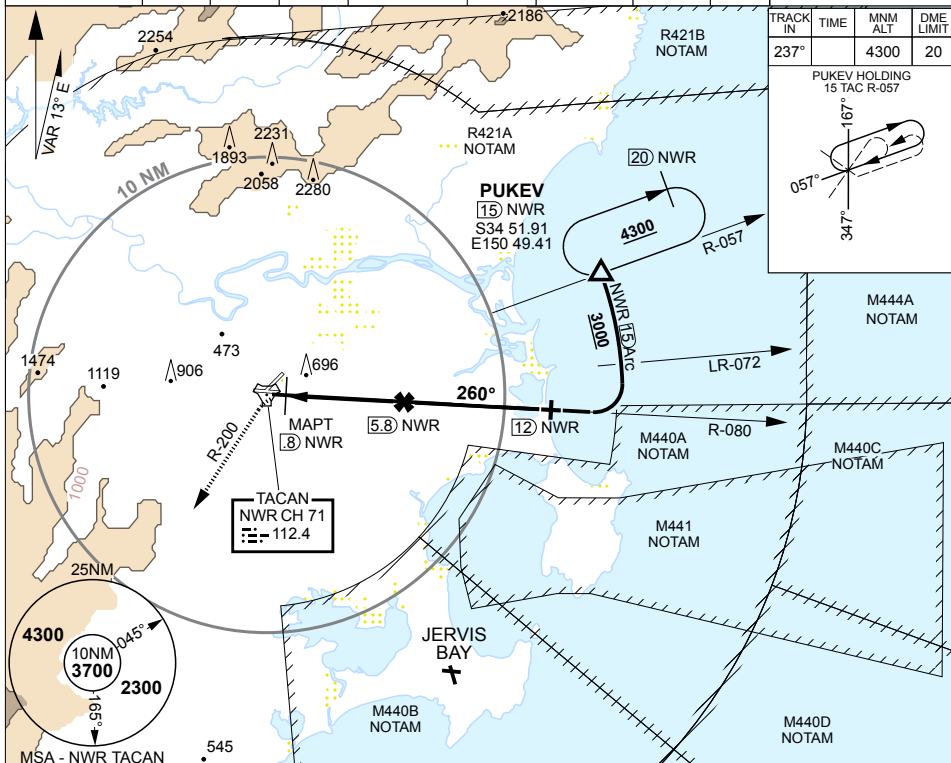 2186
2254
R421B
NOTAM
TRACK IN TIME MNM ALT DME LIMIT
237° 4300 20
PUKEV HOLDING
15 TAC R-057
167°
057°
347°
VAR 13° E
2231
1893
2058
2280
10 NM
R421A
NOTAM
20 NWR
PUKEV
15 NWR
S34 51.91
E150 49.41
4300
R-057
NWR 15 Arc
3000
M444A
NOTAM
473
1474
1119
906
696
LR-072
260°
MAPT
.8 NWR
5.8 NWR
12 NWR
R-080
R-200
M440A
NOTAM
M440C
NOTAM
1000
TACAN
NWR CH 71
112.4
M441
NOTAM
25NM
4300
045°
10NM
3700
2300
165°
MSA - NWR TACAN
JERVIS
BAY
M440B
NOTAM
M440D
NOTAM
545